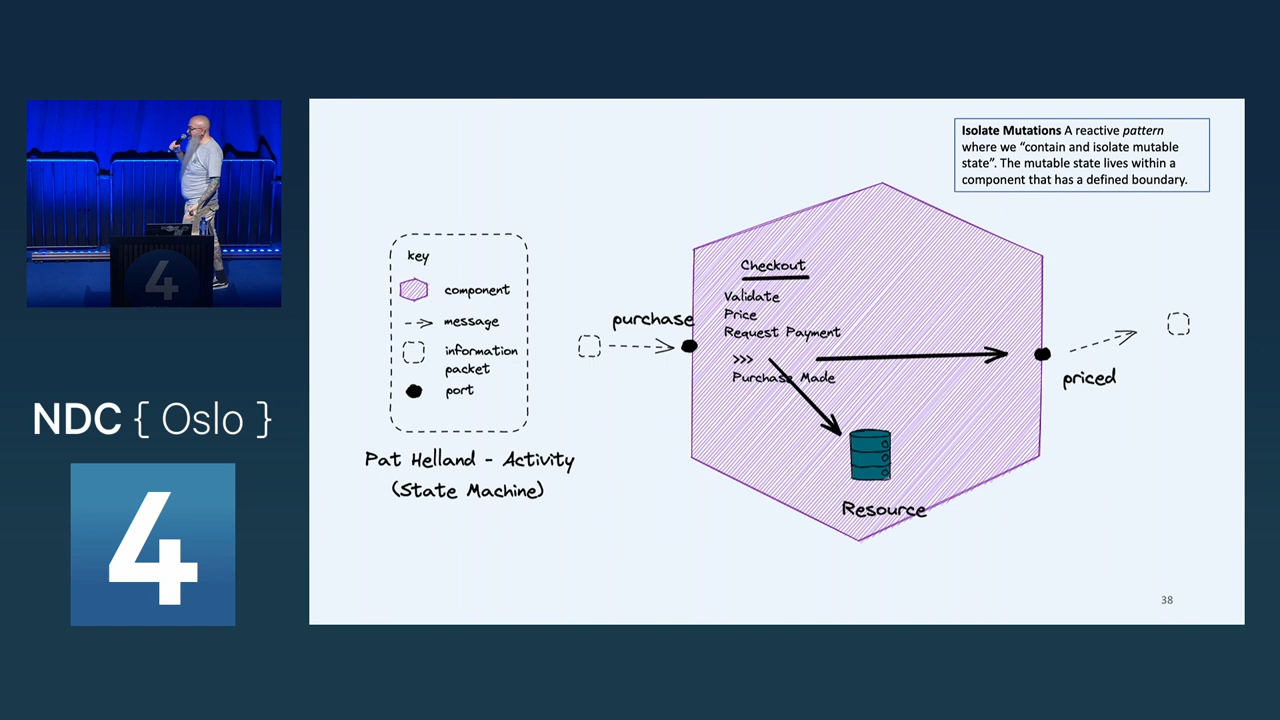 Isolate Mutations A reactive pattern
where we “contain and isolate mutable
state”. The mutable state lives within a
component that has a defined boundary.
key
component
message
information
packet
port
Pat Helland - Activity
(State Machine)
purchase
Checkout
Validate
Price
Request Payment
>>>
Purchase Made
Resource
priced
38
4
NDC { Oslo }
4